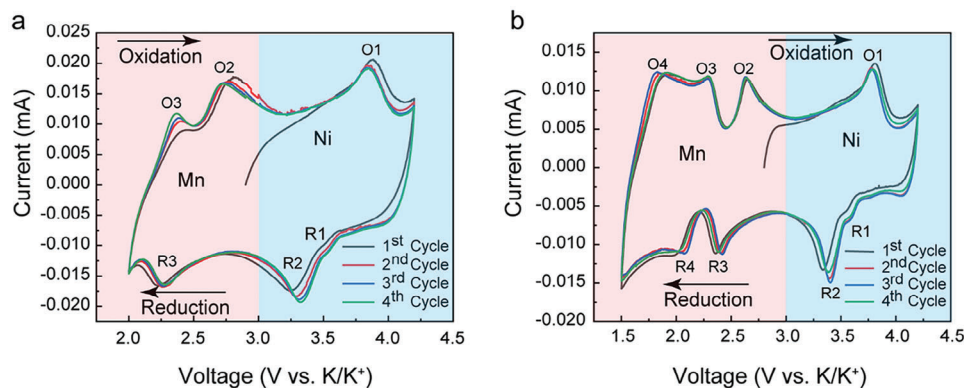 a
0.025
0.020
0.015
0.010
0.005
0.000
-0.005
-0.010
-0.015
-0.020
Current (mA)
Oxidation
O1
O2
O3
Mn
Ni
R1
R2
R3
Reduction
1st Cycle
2nd Cycle
3rd Cycle
4th Cycle
2.0 2.5 3.0 3.5 4.0 4.5
Voltage (V vs. K/K+)
b
0.015
0.010
0.005
0.000
-0.005
-0.010
-0.015
-0.020
Current (mA)
Oxidation
O4 O3 O2 O1
Mn
Ni
R4 R3
R1
R2
Reduction
1st Cycle
2nd Cycle
3rd Cycle
4th Cycle
1.5 2.0 2.5 3.0 3.5 4.0 4.5
Voltage (V vs. K/K+)